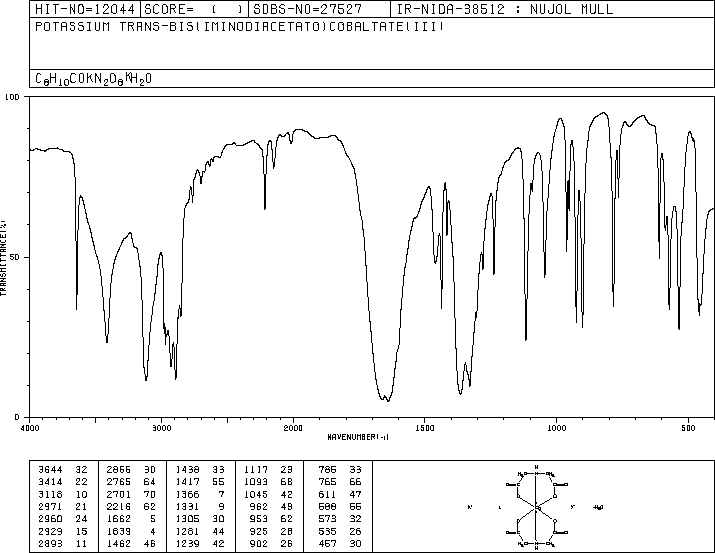 HIT-NO=12044 SCORE= ( ) SDBS-NO=27527 IR-NIDA-38512 : NUJOL MULL
POTASSIUM TRANS-BIS(IMINODIACETATO)COBALTATE(III)
C8H10COKN2O8KH2O
100
50
0
TRANSMITTANCE(%)
4000 3000 2000 1500 1000 500
WAVENUMBER(-1)
3644 32 2855 30 1438 33 1117 23 786 33
3414 22 2765 64 1417 55 1093 68 765 66
3118 10 2701 70 1366 7 1045 42 611 47
2971 21 2216 62 1331 9 962 49 588 55
2960 24 1662 5 1305 30 953 62 573 32
2929 15 1639 4 1281 44 925 28 535 26
2893 11 1462 46 1239 42 902 26 457 30